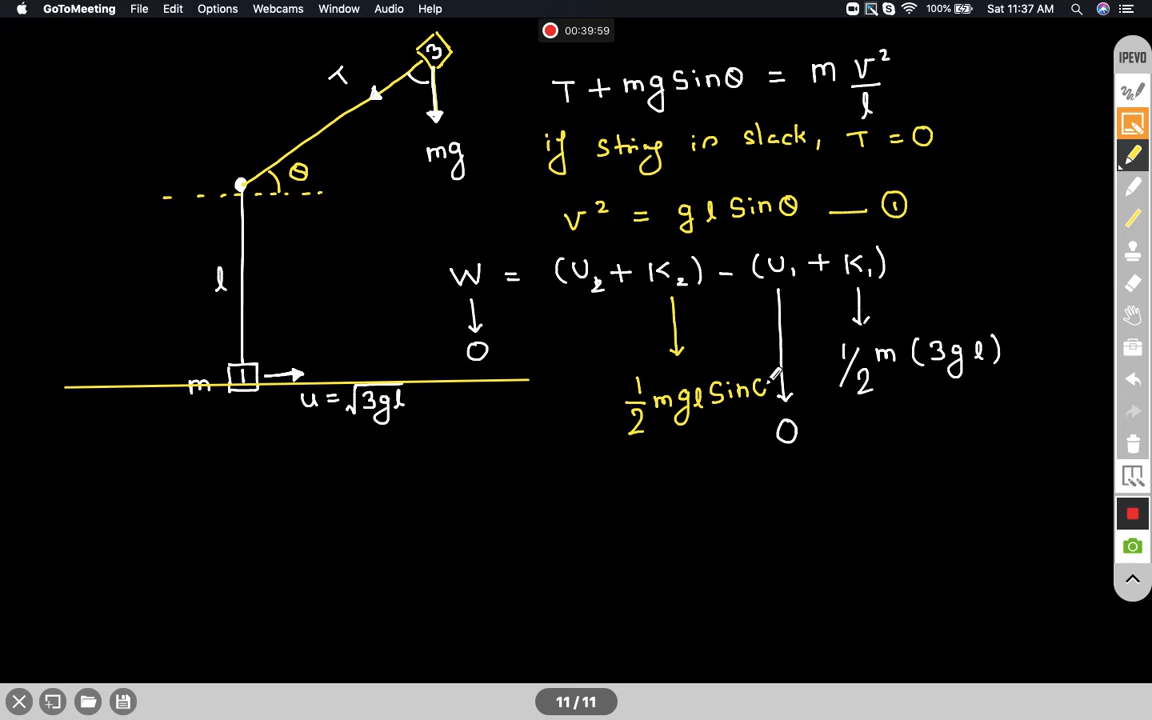 GoToMeeting File Edit Options Webcams Window Audio Help 100% Sat 11:37 AM
00:39:59
IPEVO
3
T
mg
θ
l
m 1
u = √3gl
T + mg sinθ = m v²/l
if string is slack, T = 0
v² = gl sinθ — ①
W = (U₂ + K₂) - (U₁ + K₁)
0
1/2 m (3gl)
1/2 mgl sin
0
11/11